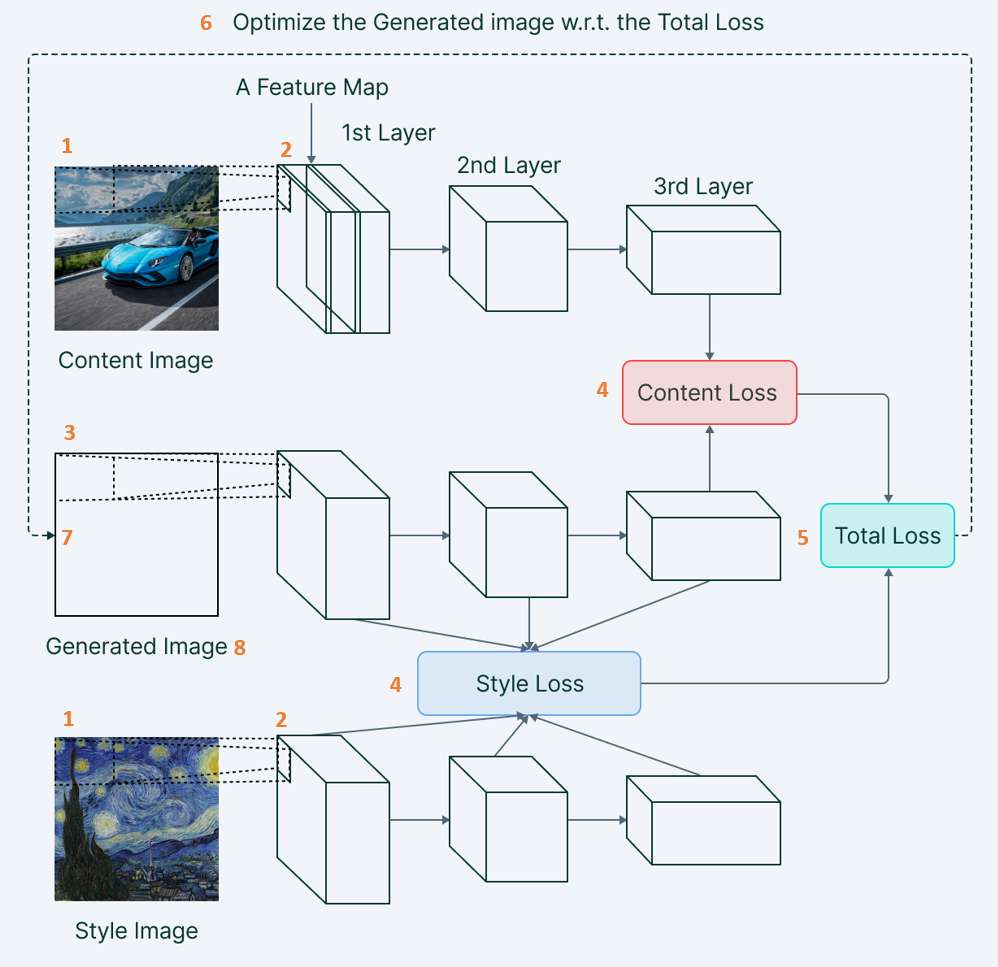 6 Optimize the Generated image w.r.t. the Total Loss
A Feature Map
1st Layer
1
2
2nd Layer
3rd Layer
Content Image
4 Content Loss
3
7
5 Total Loss
Generated Image 8
4 Style Loss
1
2
Style Image